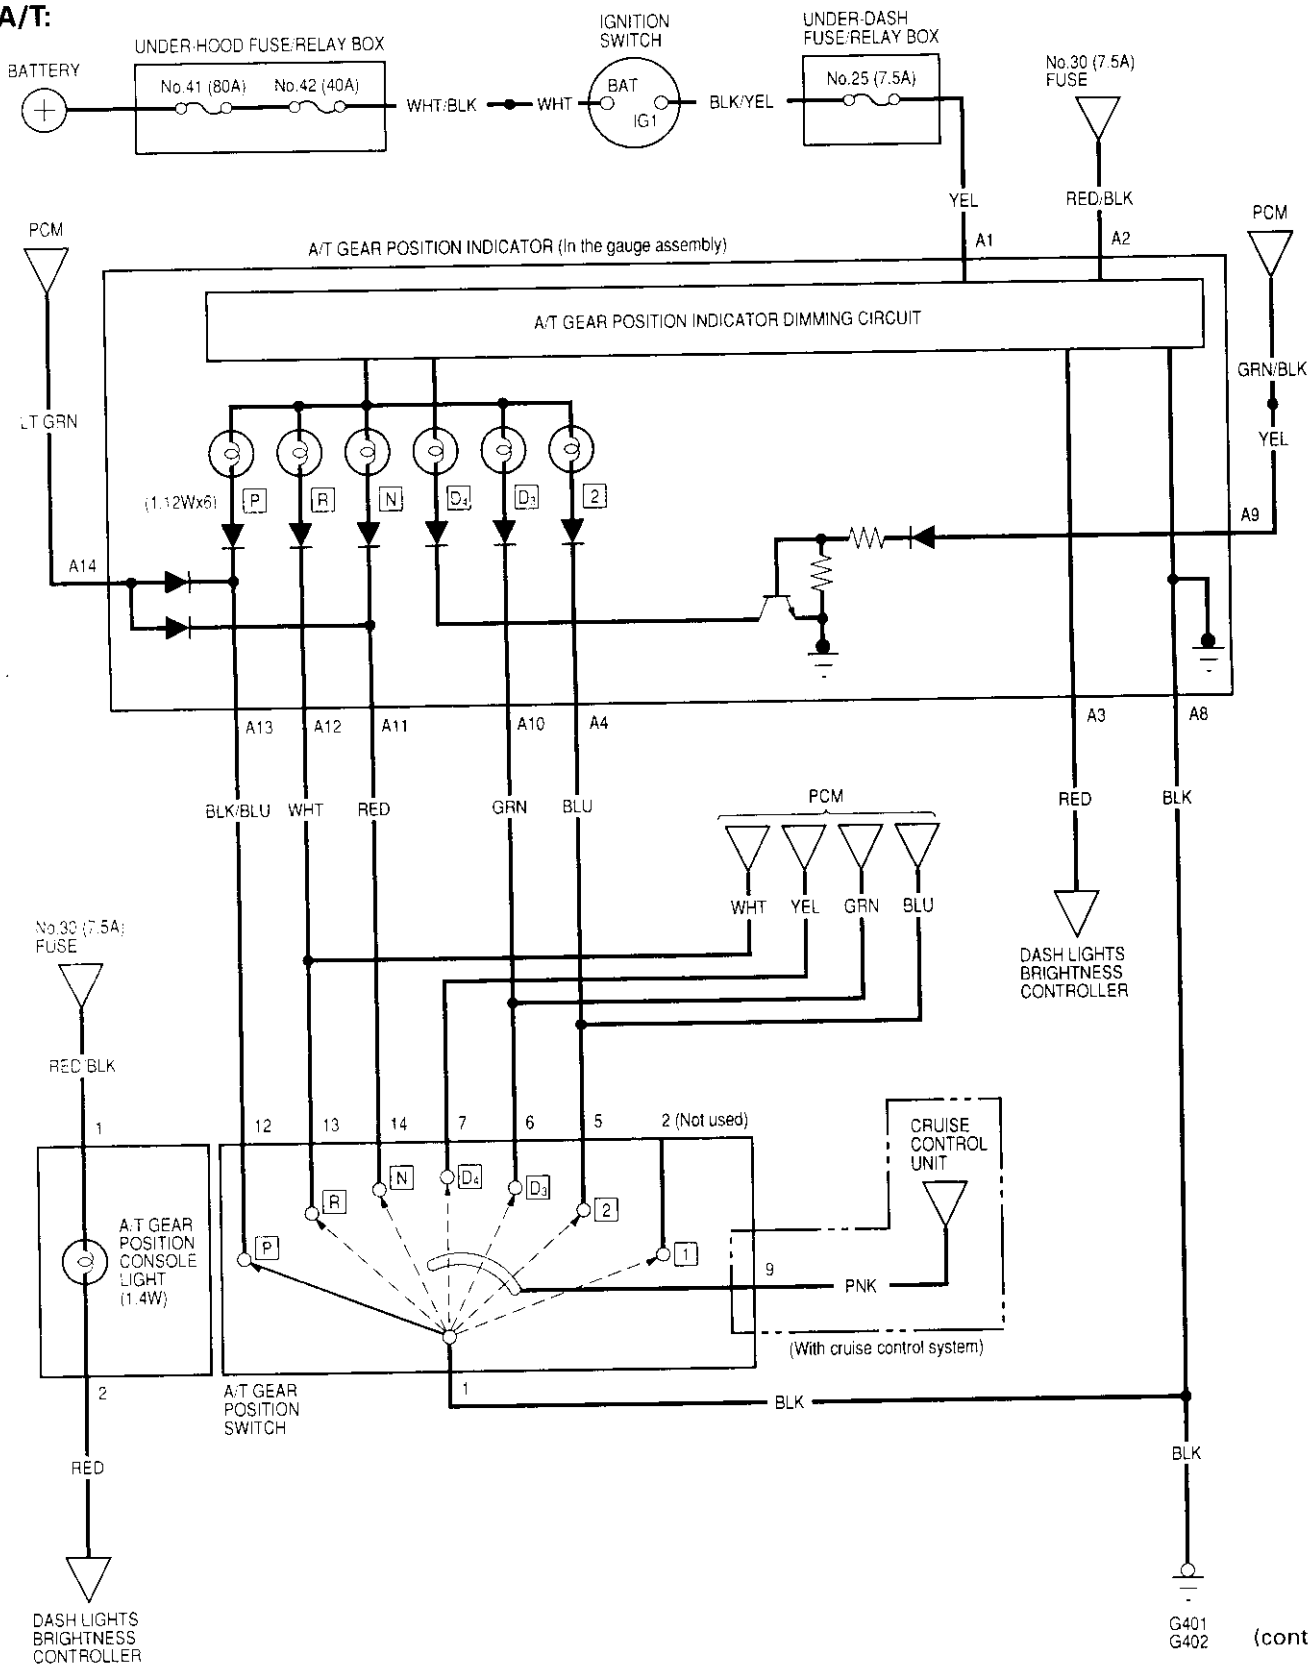 A/T:
IGNITION
SWITCH
UNDER-DASH
FUSE/RELAY BOX
UNDER-HOOD FUSE/RELAY BOX
BATTERY
No.41 (80A)
No.42 (40A)
WHT/BLK
WHT
BAT
IG1
BLK/YEL
No.25 (7.5A)
No.30 (7.5A)
FUSE
YEL
RED/BLK
PCM
PCM
A/T GEAR POSITION INDICATOR (In the gauge assembly)
A1
A2
A/T GEAR POSITION INDICATOR DIMMING CIRCUIT
GRN/BLK
LT GRN
YEL
(1.12Wx6)
P
R
N
D4
D3
2
A9
A14
A13
A12
A11
A10
A4
A3
A8
BLK/BLU
WHT
RED
GRN
BLU
PCM
RED
BLK
WHT
YEL
GRN
BLU
No.30 (7.5A)
FUSE
DASH LIGHTS
BRIGHTNESS
CONTROLLER
RED/BLK
1
12
13
14
7
6
5
2 (Not used)
CRUISE
CONTROL
UNIT
R
N
D4
D3
2
P
1
A/T GEAR
POSITION
CONSOLE
LIGHT
(1.4W)
9
PNK
(With cruise control system)
2
A/T GEAR
POSITION
SWITCH
1
BLK
BLK
RED
DASH LIGHTS
BRIGHTNESS
CONTROLLER
G401
G402
(cont